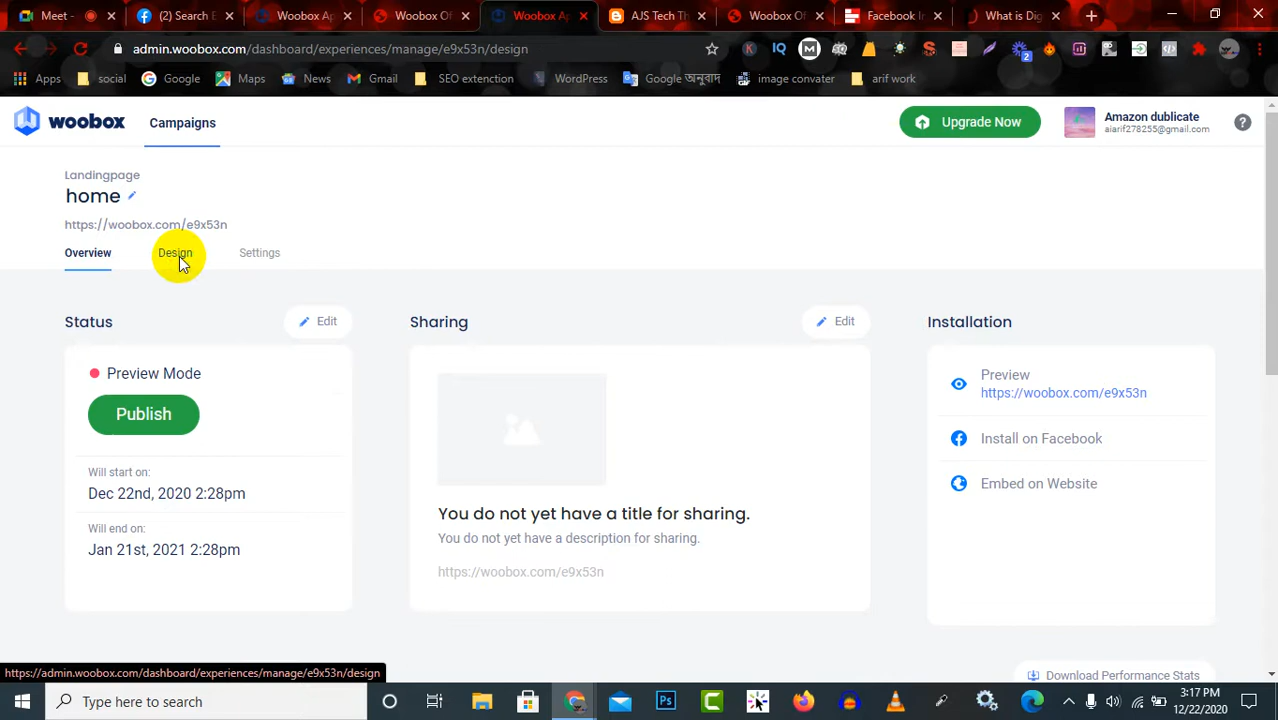 Meet -
(2) Search E
Woobox Ap
Woobox Of
Woobox Ap
AJS Tech Th
Woobox Of
Facebook In
What is Dig
admin.woobox.com/dashboard/experiences/manage/e9x53n/design
Apps
social
Google
Maps
News
Gmail
SEO extenction
WordPress
Google অনুবাদ
image convater
arif work
woobox
Campaigns
Upgrade Now
Amazon dublicate
aiarif278255@gmail.com
Landingpage
home
https://woobox.com/e9x53n
Overview
Design
Settings
Status
Edit
Sharing
Edit
Installation
Preview Mode
Publish
Will start on:
Dec 22nd, 2020 2:28pm
Will end on:
Jan 21st, 2021 2:28pm
You do not yet have a title for sharing.
You do not yet have a description for sharing.
https://woobox.com/e9x53n
Preview
https://woobox.com/e9x53n
Install on Facebook
Embed on Website
Download Performance Stats
https://admin.woobox.com/dashboard/experiences/manage/e9x53n/design
Type here to search
3:17 PM
12/22/2020